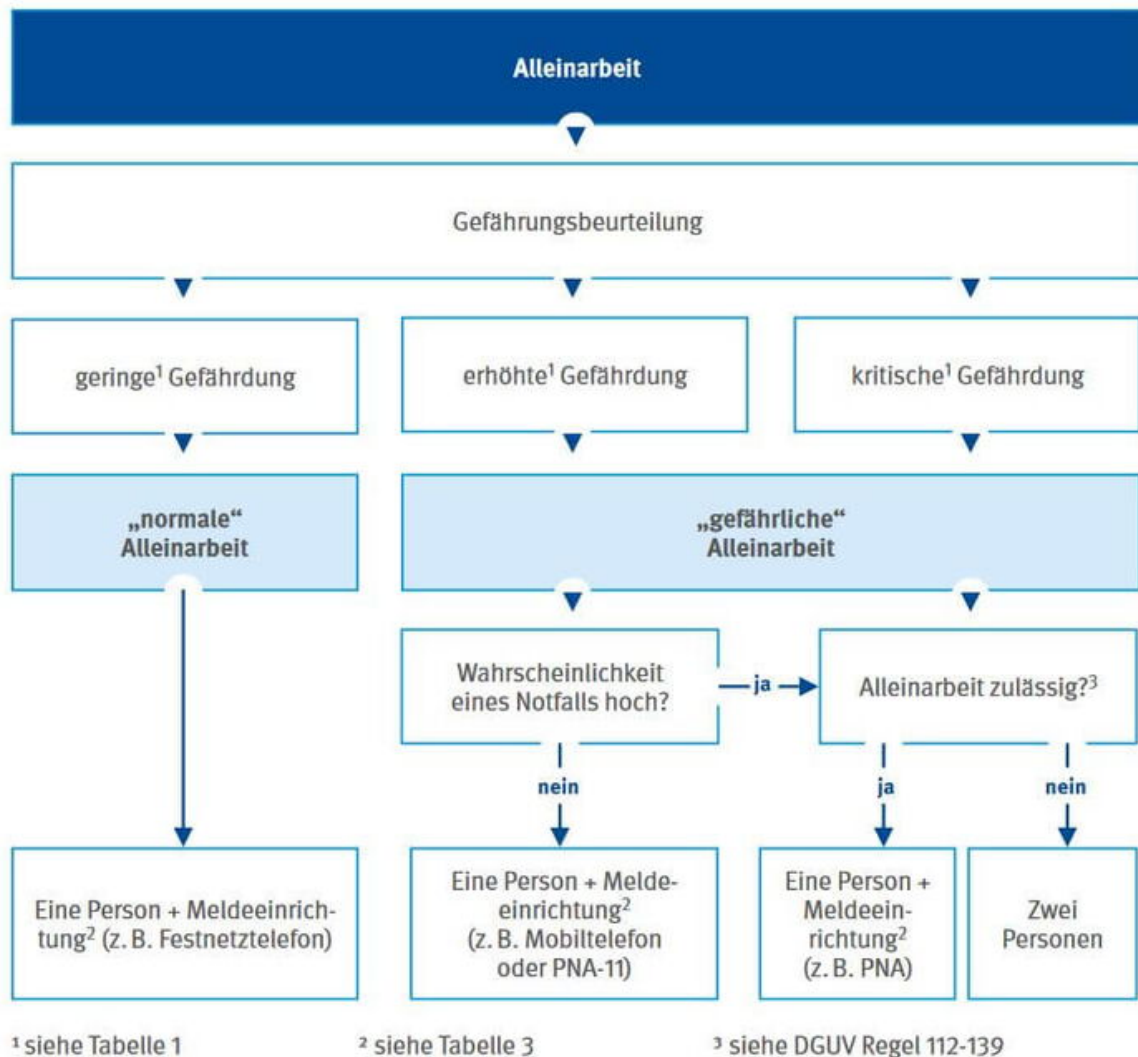 Alleinarbeit
Gefährungsbeurteilung
geringe¹ Gefährdung
erhöhte¹ Gefährdung
kritische¹ Gefährdung
„normale“
Alleinarbeit
„gefährliche“
Alleinarbeit
Wahrscheinlichkeit
eines Notfalls hoch?
ja
Alleinarbeit zulässig?³
nein
ja
nein
Eine Person + Meldeeinrich-
tung² (z. B. Festnetztelefon)
Eine Person + Melde-
einrichtung²
(z. B. Mobiltelefon
oder PNA-11)
Eine Person +
Meldeein-
richtung²
(z. B. PNA)
Zwei
Personen
¹ siehe Tabelle 1
² siehe Tabelle 3
³ siehe DGUV Regel 112-139